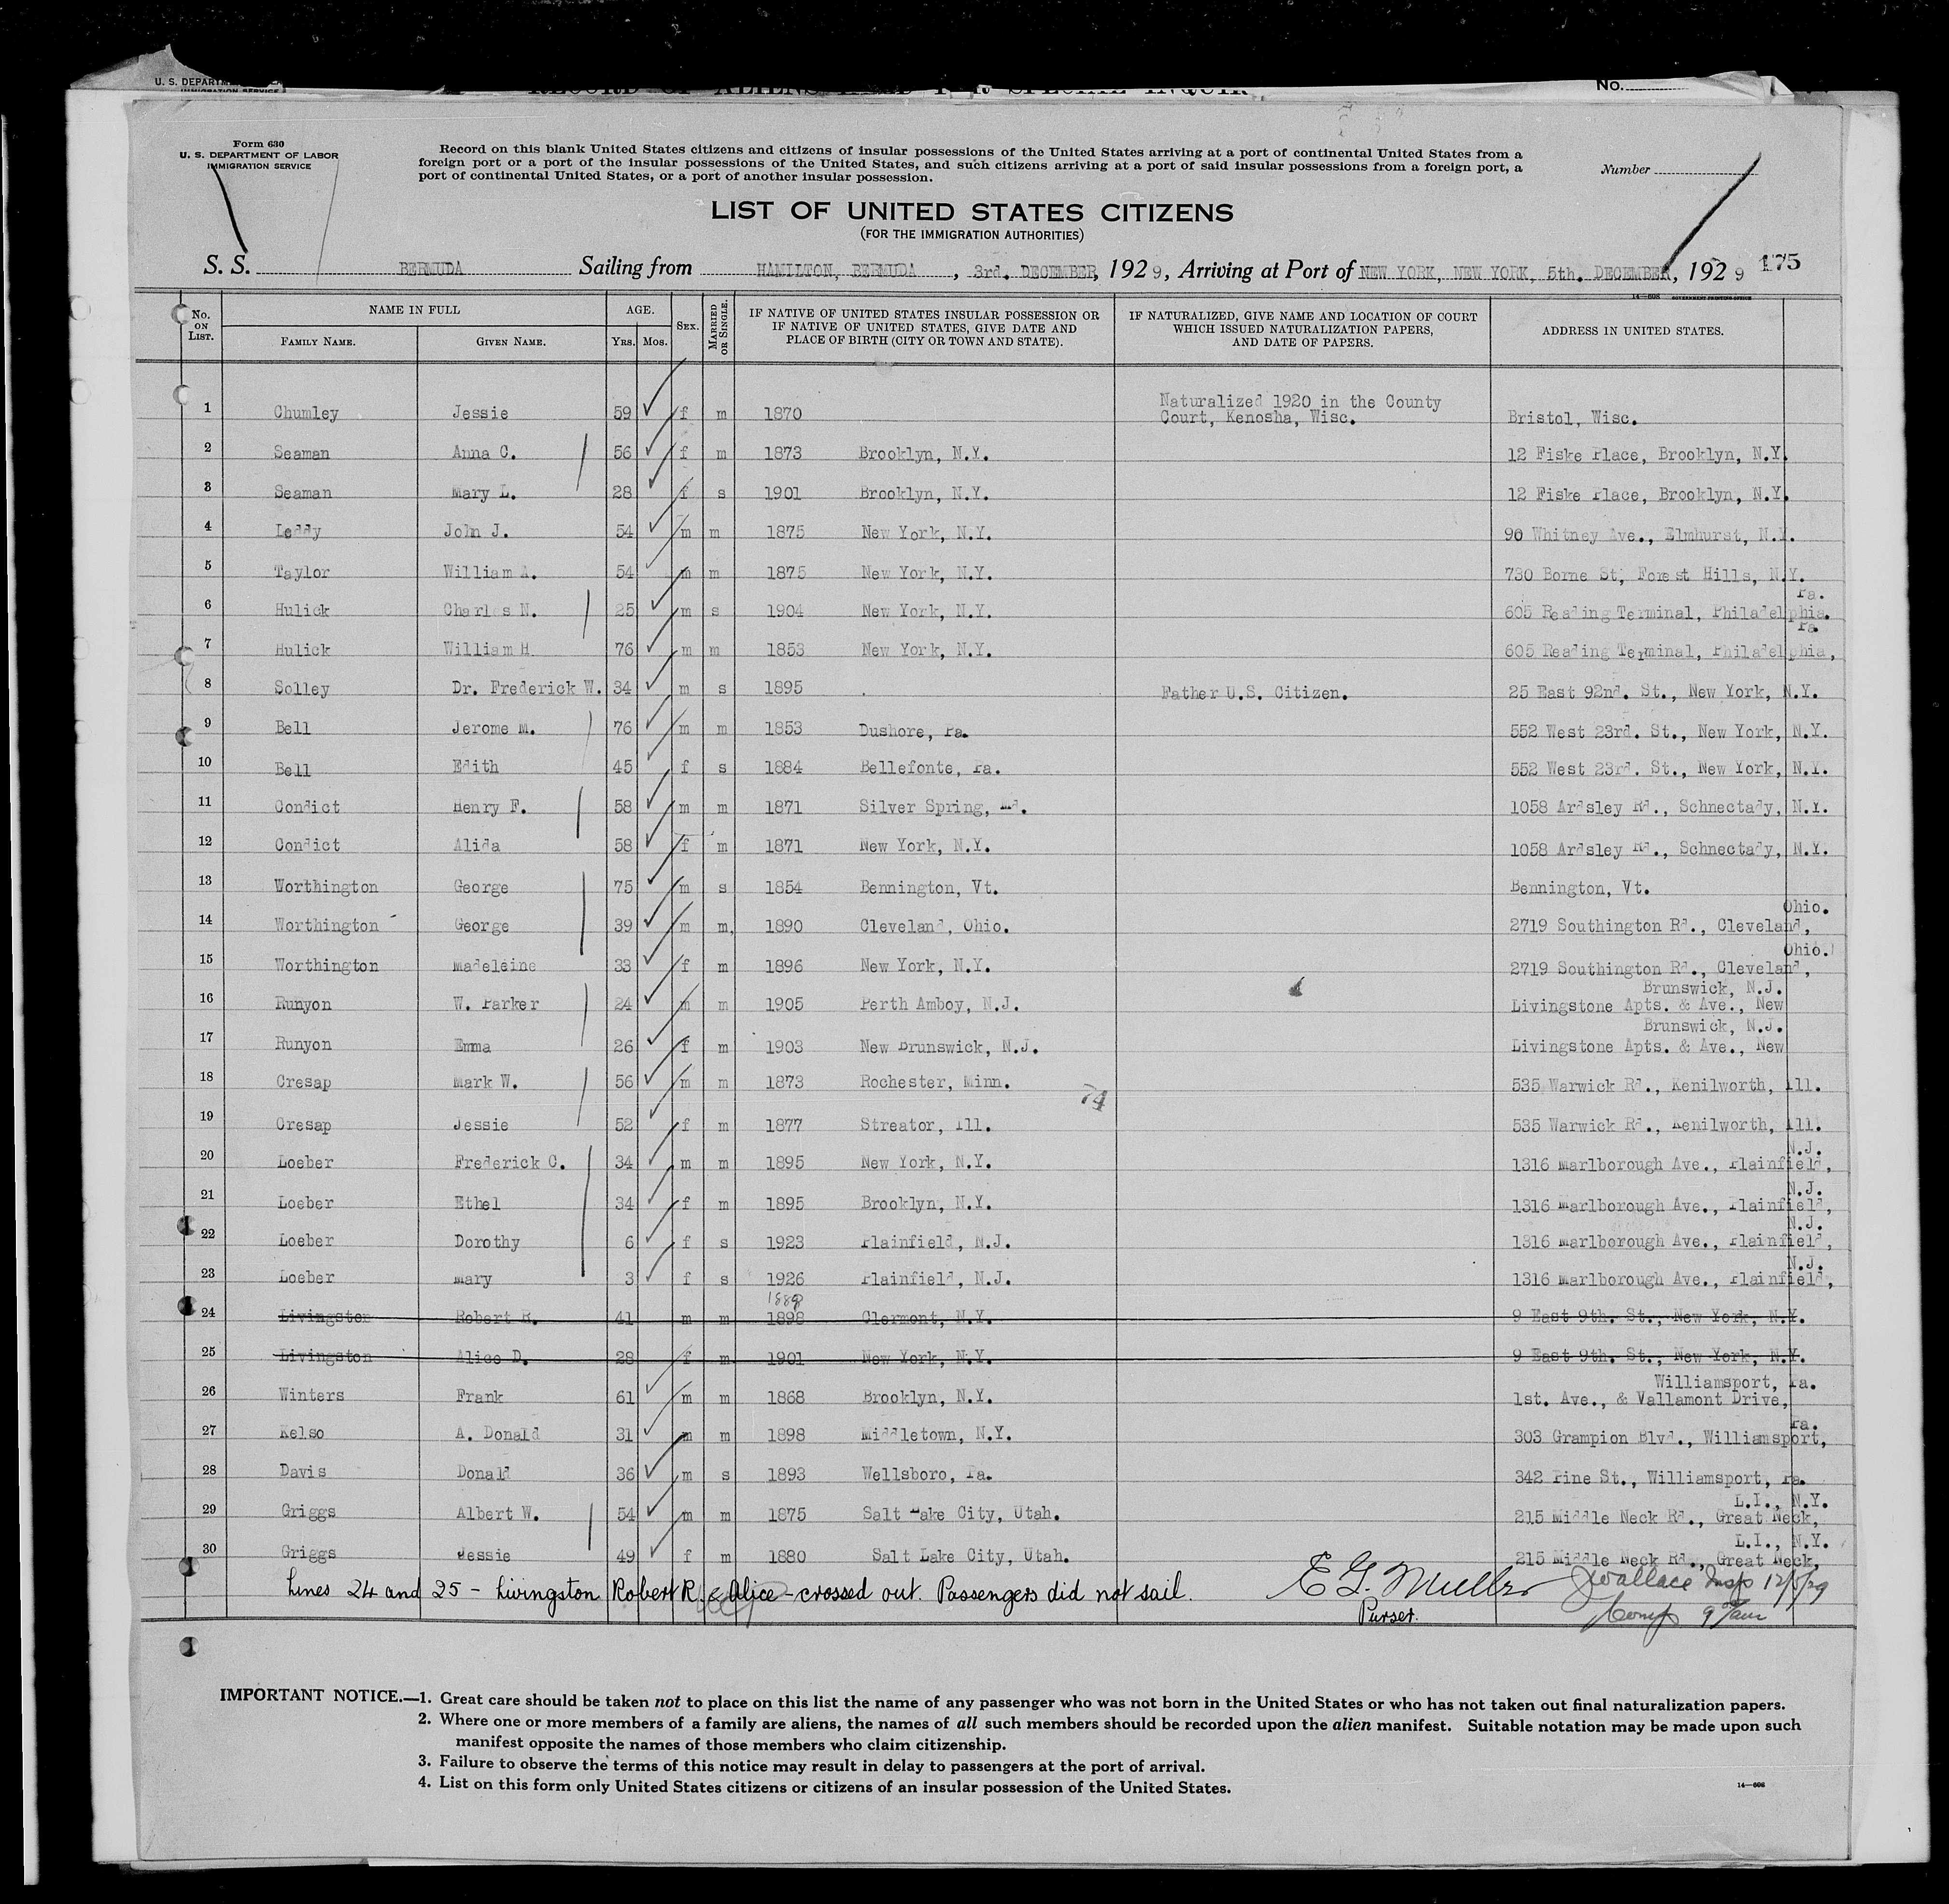 U. S. DEPART
IMMIGRATION SERVICE
RECORD OF ALIENS HELD FOR SPECIAL INQUIR
No.
Form 630
U. S. DEPARTMENT OF LABOR
IMMIGRATION SERVICE
Record on this blank United States citizens and citizens of insular possessions of the United States arriving at a port of continental United States from a
foreign port or a port of the insular possessions of the United States, and such citizens arriving at a port of said insular possessions from a foreign port, a
port of continental United States, or a port of another insular possession.
Number
LIST OF UNITED STATES CITIZENS
(FOR THE IMMIGRATION AUTHORITIES)
S. S. BERMUDA Sailing from HAMILTON, BERMUDA, 3rd. DECEMBER, 1929, Arriving at Port of NEW YORK, NEW YORK, 5th. DECEMBER, 1929 175
14—608 GOVERNMENT PRINTING OFFICE
No. ON LIST. NAME IN FULL FAMILY NAME. GIVEN NAME. AGE. Yrs. Mos. SEX. MARRIED OR SINGLE. IF NATIVE OF UNITED STATES INSULAR POSSESSION OR IF NATIVE OF UNITED STATES, GIVE DATE AND PLACE OF BIRTH (CITY OR TOWN AND STATE). IF NATURALIZED, GIVE NAME AND LOCATION OF COURT WHICH ISSUED NATURALIZATION PAPERS, AND DATE OF PAPERS. ADDRESS IN UNITED STATES.
1 Chumley Jessie 59 f m 1870 Naturalized 1920 in the County Court, Kenosha, Wisc. Bristol, Wisc.
2 Seaman Anna C. 56 f m 1873 Brooklyn, N.Y. 12 Fiske Place, Brooklyn, N.Y.
3 Seaman Mary L. 28 f s 1901 Brooklyn, N.Y. 12 Fiske Place, Brooklyn, N.Y.
4 Leddy John J. 54 m m 1875 New York, N.Y. 90 Whitney Ave., Elmhurst, N.Y.
5 Taylor William A. 54 m m 1875 New York, N.Y. 730 Borne St, Forest Hills, N.Y.
6 Hulick Charles N. 25 m s 1904 New York, N.Y. 605 Reading Terminal, Philadelphia. Pa.
7 Hulick William H. 76 m m 1853 New York, N.Y. 605 Reading Terminal, Philadelphia, Pa.
8 Solley Dr. Frederick W. 34 m s 1895 Father U.S. Citizen. 25 East 92nd. St., New York, N.Y.
9 Bell Jerome M. 76 m m 1853 Dushore, Pa. 552 West 23rd. St., New York, N.Y.
10 Bell Edith 45 f s 1884 Bellefonte, Pa. 552 West 23rd. St., New York, N.Y.
11 Condict Henry F. 58 m m 1871 Silver Spring, Md. 1058 Ardsley Rd., Schnectady, N.Y.
12 Condict Alida 58 f m 1871 New York, N.Y. 1058 Ardsley Rd., Schnectady, N.Y.
13 Worthington George 75 m s 1854 Bennington, Vt. Bennington, Vt.
14 Worthington George 39 m m. 1890 Cleveland, Ohio. 2719 Southington Rd., Cleveland, Ohio.
15 Worthington Madeleine 33 f m 1896 New York, N.Y. 2719 Southington Rd., Cleveland, Ohio.
16 Runyon W. Parker 24 m m 1905 Perth Amboy, N.J. Livingstone Apts. & Ave., New Brunswick, N.J.
17 Runyon Emma 26 f m 1903 New Brunswick, N.J. Livingstone Apts. & Ave., New Brunswick, N.J.
18 Cresap Mark W. 56 m m 1873 Rochester, Minn. 535 Warwick Rd., Kenilworth, Ill.
74
19 Cresap Jessie 52 f m 1877 Streator, Ill. 535 Warwick Rd., Kenilworth, Ill.
20 Loeber Frederick C. 34 m m 1895 New York, N.Y. 1316 Marlborough Ave., Plainfield, N.J.
21 Loeber Ethel 34 f m 1895 Brooklyn, N.Y. 1316 Marlborough Ave., Plainfield, N.J.
22 Loeber Dorothy 6 f s 1923 Plainfield, N.J. 1316 Marlborough Ave., Plainfield, N.J.
23 Loeber Mary 3 f s 1926 Plainfield, N.J. 1316 Marlborough Ave., Plainfield, N.J.
1888
24 Livingston Robert R. 41 m m 1898 Clermont, N.Y. 9 East 9th. St., New York, N.Y.
25 Livingston Alice D. 28 f m 1901 New York, N.Y. 9 East 9th. St., New York, N.Y.
26 Winters Frank 61 m m 1868 Brooklyn, N.Y. 1st. Ave., & Vallamont Drive, Williamsport, Pa.
27 Kelso A. Donald 31 m m 1898 Middletown, N.Y. 303 Grampion Blvd., Williamsport, Pa.
28 Davis Donald 36 m s 1893 Wellsboro, Pa. 342 Pine St., Williamsport, Pa.
29 Griggs Albert W. 54 m m 1875 Salt Lake City, Utah. 215 Middle Neck Rd., Great Neck, L.I., N.Y.
30 Griggs Jessie 49 f m 1880 Salt Lake City, Utah. 215 Middle Neck Rd., Great Neck, L.I., N.Y.
Lines 24 and 25 - Livingston Robert R. & Alice - crossed out. Passengers did not sail. E G. Muller Wallace Insp 12/5/29
Purser.
IMPORTANT NOTICE.—1. Great care should be taken not to place on this list the name of any passenger who was not born in the United States or who has not taken out final naturalization papers.
2. Where one or more members of a family are aliens, the names of all such members should be recorded upon the alien manifest. Suitable notation may be made upon such
manifest opposite the names of those members who claim citizenship.
3. Failure to observe the terms of this notice may result in delay to passengers at the port of arrival.
4. List on this form only United States citizens or citizens of an insular possession of the United States.
14—608